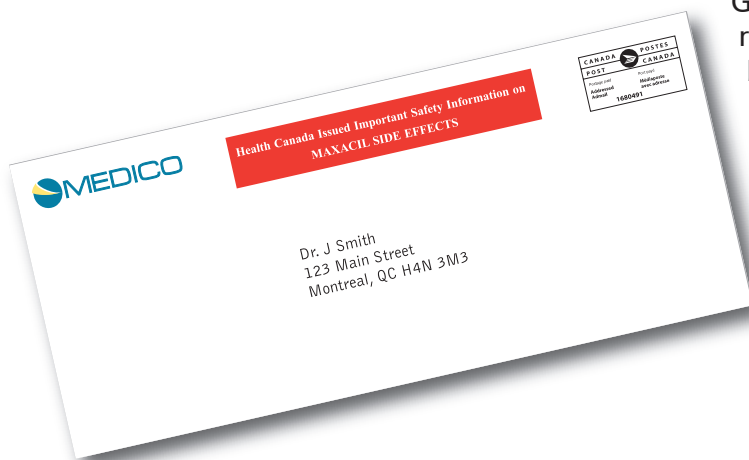 G
r
MEDICO
Health Canada Issued Important Safety Information on
MAXACIL SIDE EFFECTS
CANADA POSTES
POST CANADA
Postage paid Port payé
Addressed Médiaposte
Admail avec adresse
1680491
Dr. J Smith
123 Main Street
Montreal, QC H4N 3M3